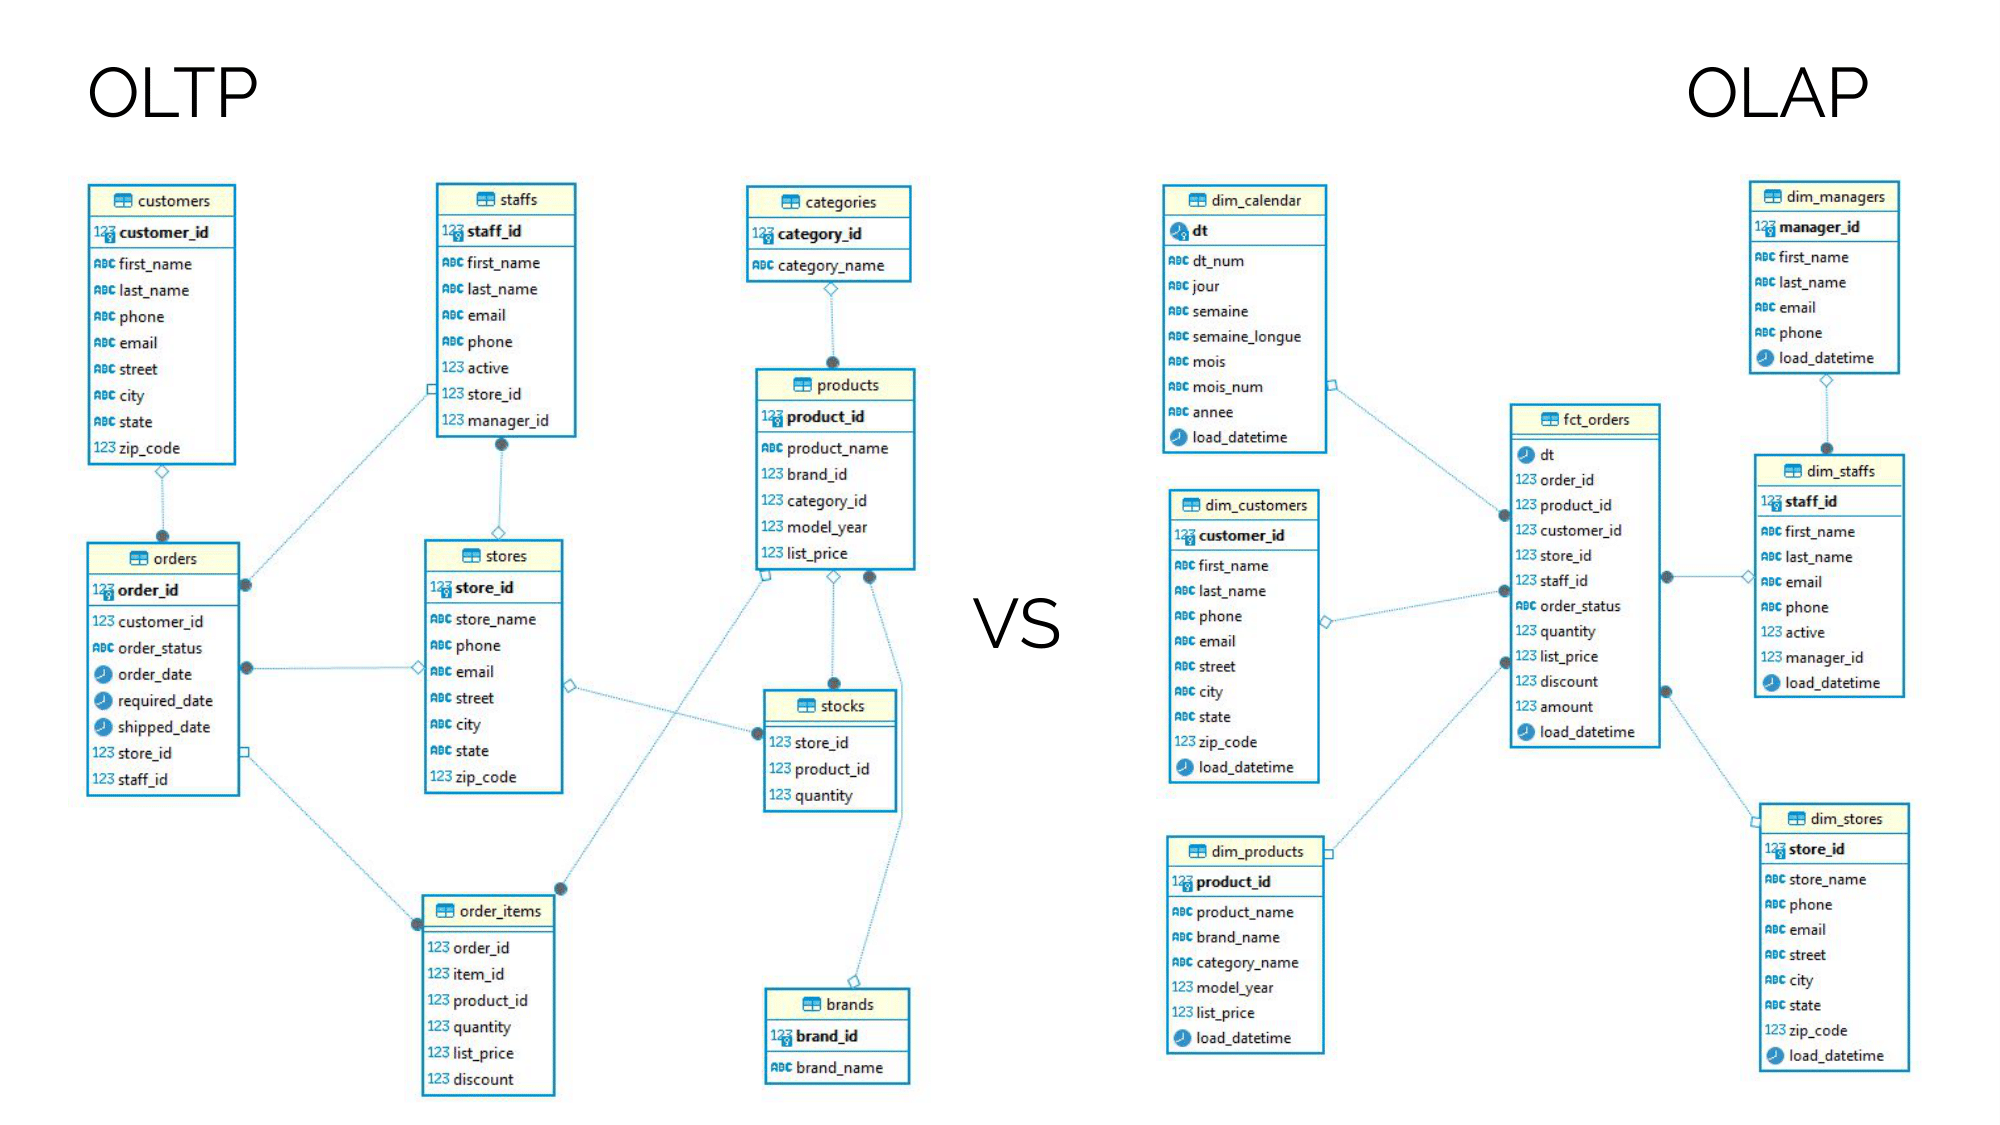 OLTP
OLAP
VS
customers
123 customer_id
ABC first_name
ABC last_name
ABC phone
ABC email
ABC street
ABC city
ABC state
123 zip_code
staffs
123 staff_id
ABC first_name
ABC last_name
ABC email
ABC phone
123 active
123 store_id
123 manager_id
categories
123 category_id
ABC category_name
products
123 product_id
ABC product_name
123 brand_id
123 category_id
123 model_year
123 list_price
orders
123 order_id
123 customer_id
ABC order_status
order_date
required_date
shipped_date
123 store_id
123 staff_id
stores
123 store_id
ABC store_name
ABC phone
ABC email
ABC street
ABC city
ABC state
123 zip_code
stocks
123 store_id
123 product_id
123 quantity
order_items
123 order_id
123 item_id
123 product_id
123 quantity
123 list_price
123 discount
brands
123 brand_id
ABC brand_name
dim_calendar
dt
ABC dt_num
ABC jour
ABC semaine
ABC semaine_longue
ABC mois
ABC mois_num
ABC annee
load_datetime
dim_customers
123 customer_id
ABC first_name
ABC last_name
ABC phone
ABC email
ABC street
ABC city
ABC state
123 zip_code
load_datetime
dim_products
123 product_id
ABC product_name
ABC brand_name
ABC category_name
123 model_year
123 list_price
load_datetime
fct_orders
dt
123 order_id
123 product_id
123 customer_id
123 store_id
123 staff_id
ABC order_status
123 quantity
123 list_price
123 discount
123 amount
load_datetime
dim_managers
123 manager_id
ABC first_name
ABC last_name
ABC email
ABC phone
load_datetime
dim_staffs
123 staff_id
ABC first_name
ABC last_name
ABC email
ABC phone
123 active
123 manager_id
load_datetime
dim_stores
123 store_id
ABC store_name
ABC phone
ABC email
ABC street
ABC city
ABC state
123 zip_code
load_datetime